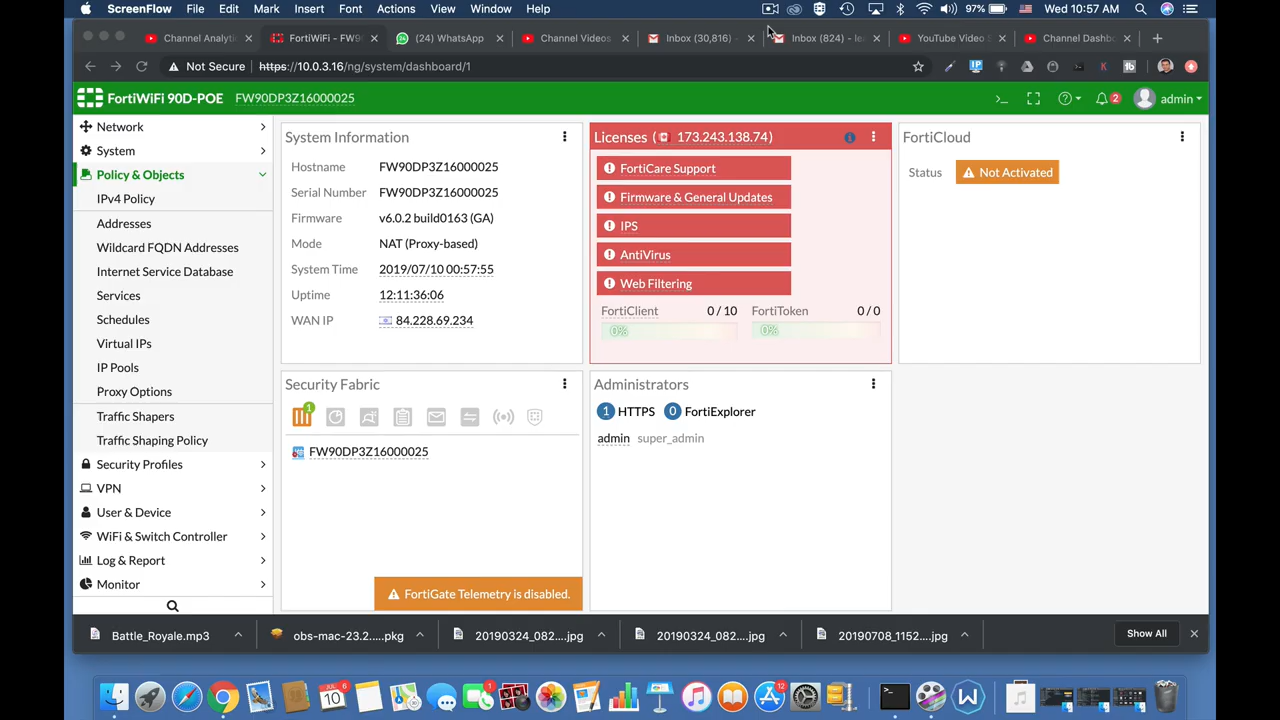 ScreenFlow File Edit Mark Insert Font Actions Window Help 97% Wed 10:57 AM
Channel Analyti FortiWiFi - FW9 (24) WhatsApp Channel Videos Inbox (30,816) - Inbox (824) - le YouTube Video S Channel Dashb
Not Secure https://10.0.3.16/ng/system/dashboard/1
FortiWiFi 90D-POE FW90DP3Z16000025 >_ 2 admin
Network
System
Policy & Objects
IPv4 Policy
Addresses
Wildcard FQDN Addresses
Internet Service Database
Services
Schedules
Virtual IPs
IP Pools
Proxy Options
Traffic Shapers
Traffic Shaping Policy
Security Profiles
VPN
User & Device
WiFi & Switch Controller
Log & Report
Monitor
System Information
Hostname FW90DP3Z16000025
Serial Number FW90DP3Z16000025
Firmware v6.0.2 build0163 (GA)
Mode NAT (Proxy-based)
System Time 2019/07/10 00:57:55
Uptime 12:11:36:06
WAN IP 84.228.69.234
Licenses ( 173.243.138.74)
FortiCare Support
Firmware & General Updates
IPS
AntiVirus
Web Filtering
FortiClient 0 / 10 FortiToken 0 / 0
0% 0%
FortiCloud
Status Not Activated
Security Fabric
1
FW90DP3Z16000025
FortiGate Telemetry is disabled.
Administrators
1 HTTPS 0 FortiExplorer
admin super_admin
Battle_Royale.mp3 obs-mac-23.2.....pkg 20190324_082....jpg 20190324_082....jpg 20190708_1152....jpg Show All
JUL 10 6 1 12